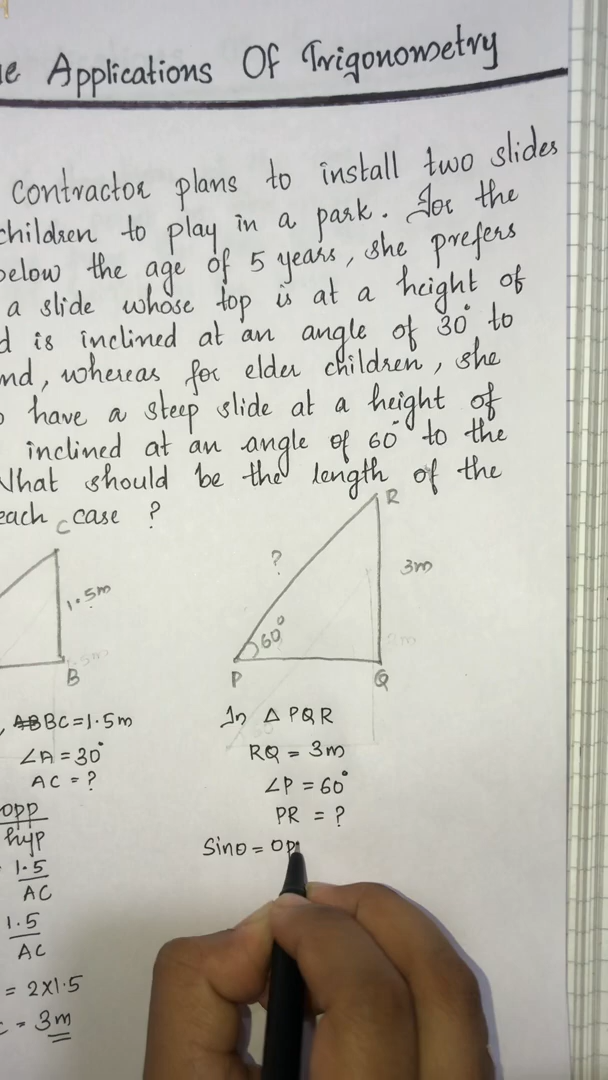 Applications Of Trigonometry
contractor plans to install two slides
children to play in a park. For the
below the age of 5 years, she prefers
a slide whose top is at a height of
is inclined at an angle of 30° to
whereas for elder children, she
have a steep slide at a height of
inclined at an angle of 60° to the
What should be the length of the
each case ?
C
R
?
3m
1.5m
60°
B
P
Q
BC=1.5m
∠A=30°
AC = ?
opp
hyp
1.5
AC
1.5
AC
= 2X1.5
= 3m
In △ PQR
RQ = 3m
∠P = 60°
PR = ?
Sinθ = op